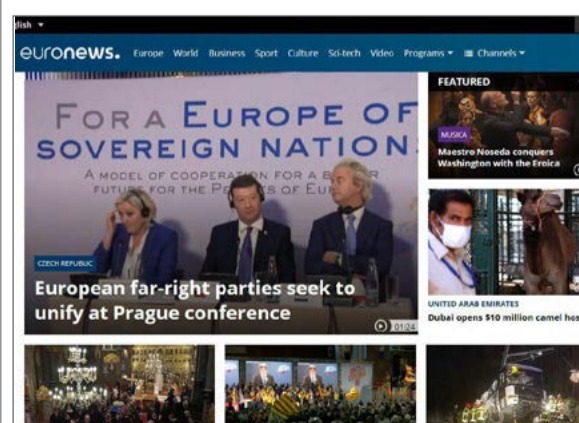 dish
euronews. Europe World Business Sport Culture Sci-tech Video Programs Channels
FOR A EUROPE OF
SOVEREIGN NATION
A MODEL OF COOPERATION FOR A
FUTURE FOR THE PEOPLES OF EU
CZECH REPUBLIC
European far-right parties seek to
unify at Prague conference
01:24
FEATURED
MUSICA
Maestro Noseda conquers
Washington with the Eroica
UNITED ARAB EMIRATES
Dubai opens $10 million camel hos